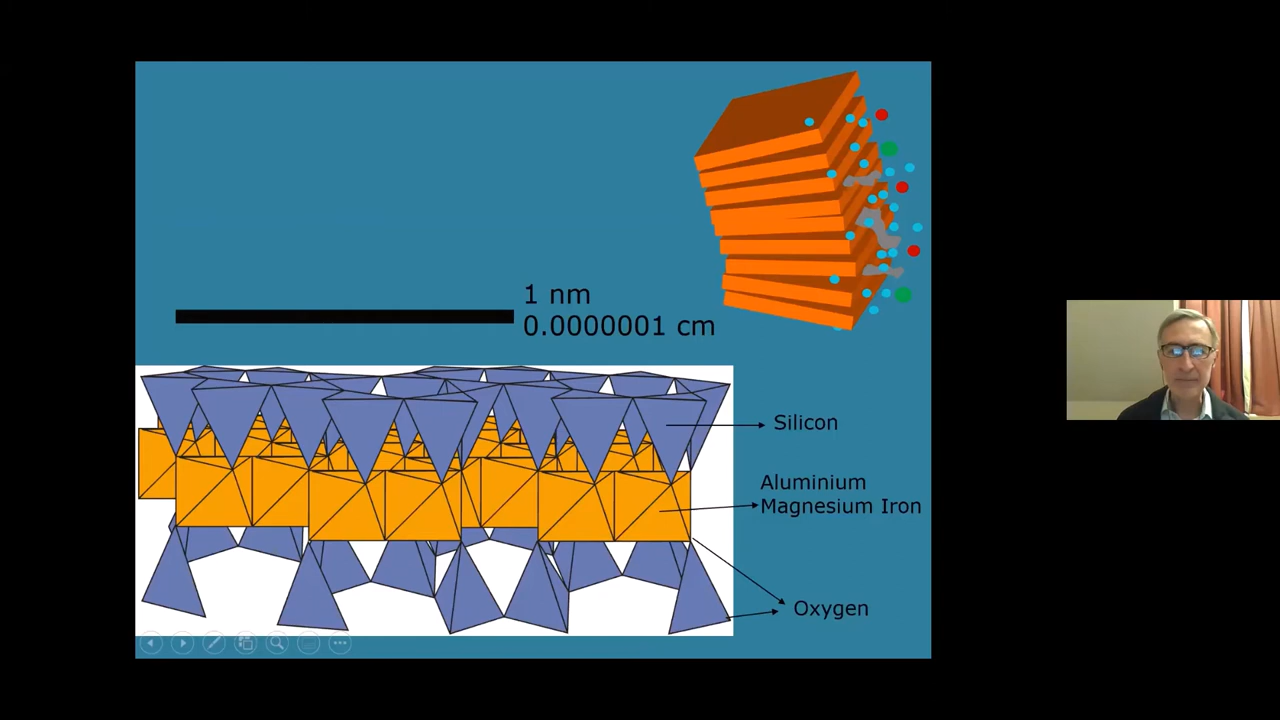 1 nm
0.0000001 cm
Silicon
Aluminium
Magnesium Iron
Oxygen